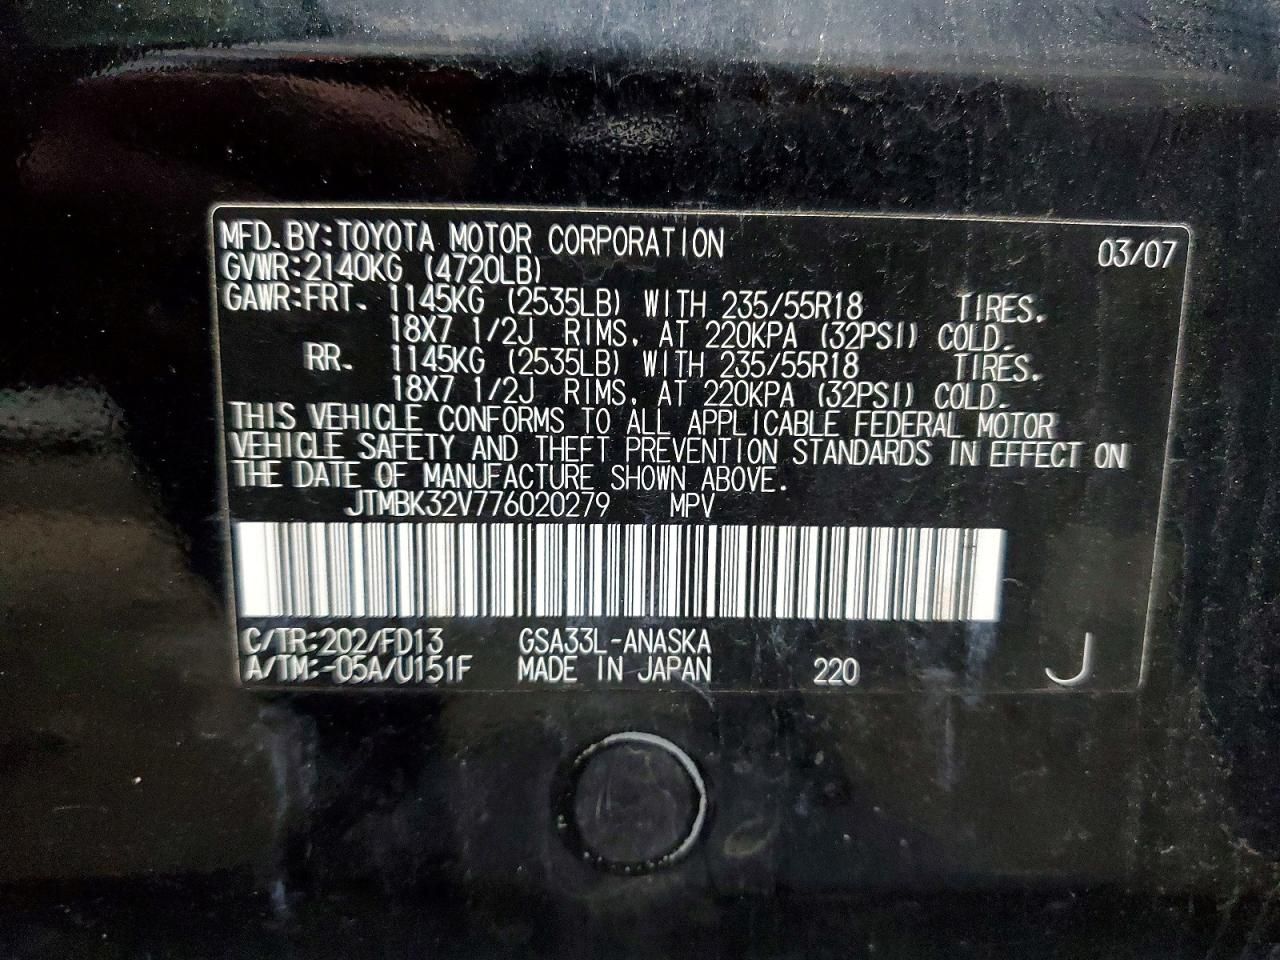 MFD.BY:TOYOTA MOTOR CORPORATION 03/07
GVWR:2140KG (4720LB)
GAWR:FRT. 1145KG (2535LB) WITH 235/55R18 TIRES,
18X7 1/2J RIMS, AT 220KPA (32PSI) COLD.
RR. 1145KG (2535LB) WITH 235/55R18 TIRES,
18X7 1/2J RIMS, AT 220KPA (32PSI) COLD.
THIS VEHICLE CONFORMS TO ALL APPLICABLE FEDERAL MOTOR
VEHICLE SAFETY AND THEFT PREVENTION STANDARDS IN EFFECT ON
THE DATE OF MANUFACTURE SHOWN ABOVE.
JTMBK32V776020279 MPV
C/TR:202/FD13 GSA33L-ANASKA
A/TM:-05A/U151F MADE IN JAPAN 220 J